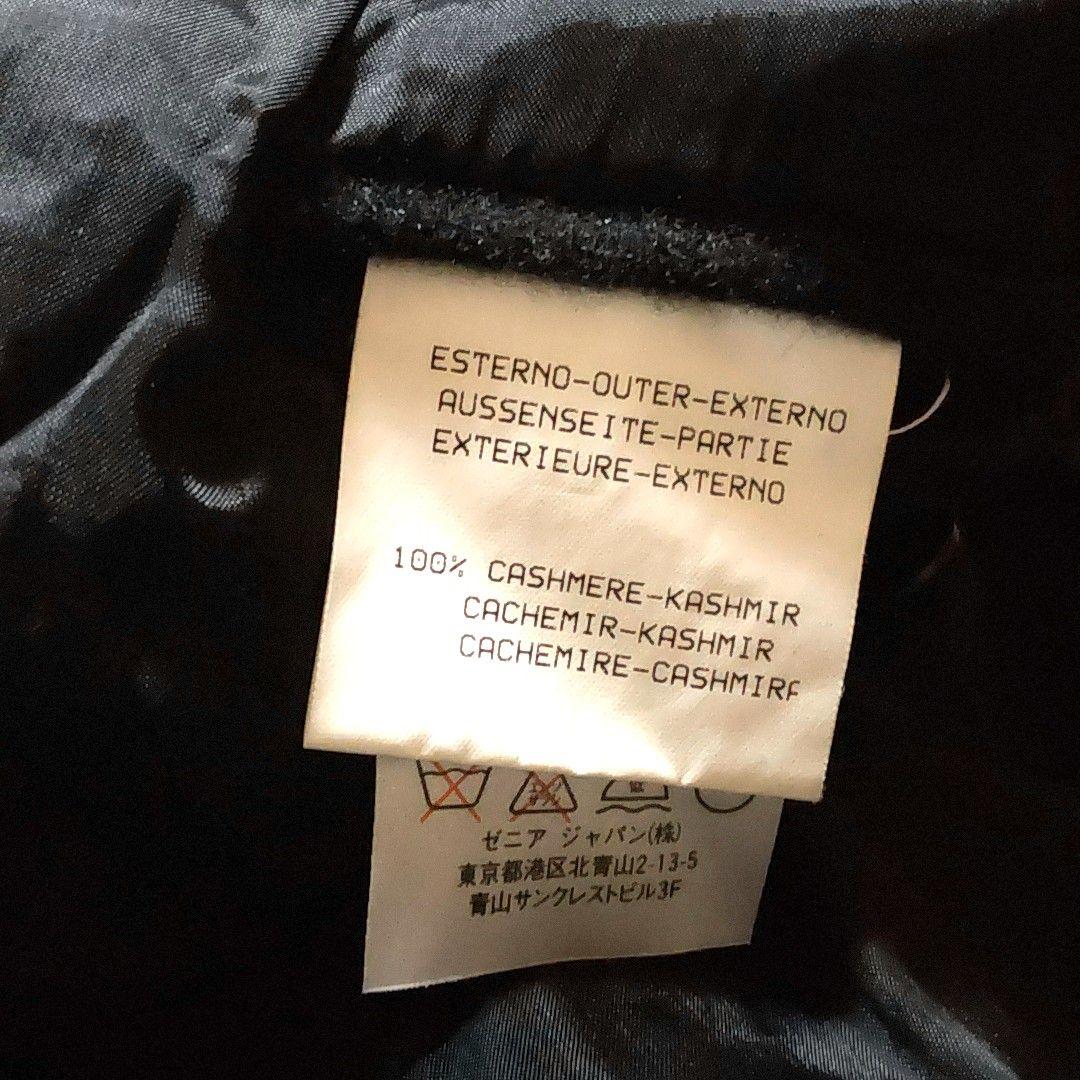 ESTERNO-OUTER-EXTERNO
AUSSENSEITE-PARTIE
EXTERIEURE-EXTERNO
100% CASHMERE-KASHMIR
CACHEMIR-KASHMIR
CACHEMIRE-CASHMIRA
ゼニア ジャパン(株)
東京都港区北青山2-13-5
青山サンクレストビル3F